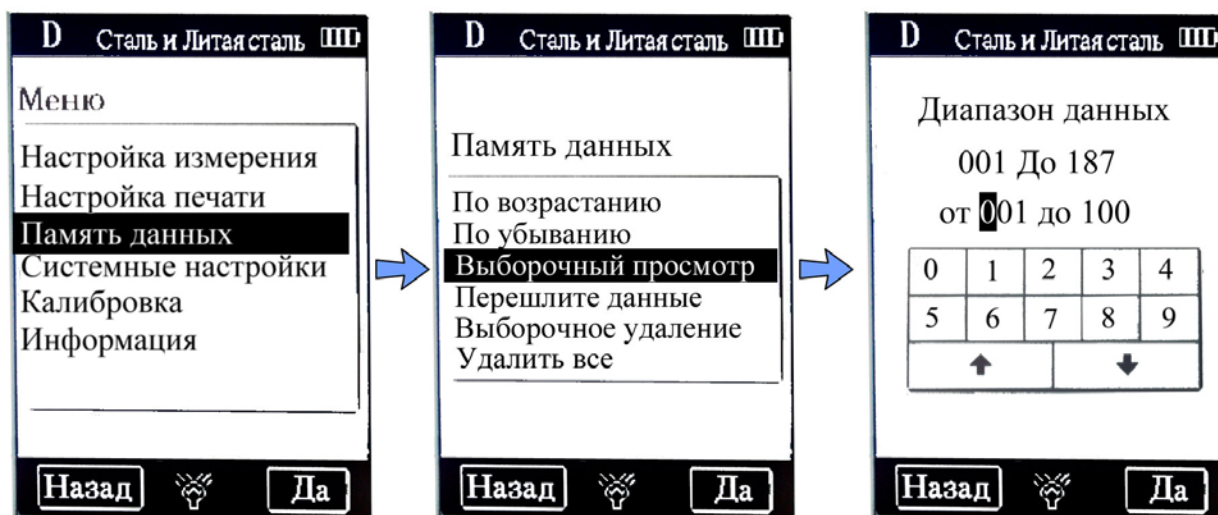 D Сталь и Литая сталь
Меню
Настройка измерения
Настройка печати
Память данных
Системные настройки
Калибровка
Информация
Назад Да
D Сталь и Литая сталь
Память данных
По возрастанию
По убыванию
Выборочный просмотр
Перешлите данные
Выборочное удаление
Удалить все
Назад Да
D Сталь и Литая сталь
Диапазон данных
001 До 187
от 001 до 100
0 1 2 3 4
5 6 7 8 9
Назад Да